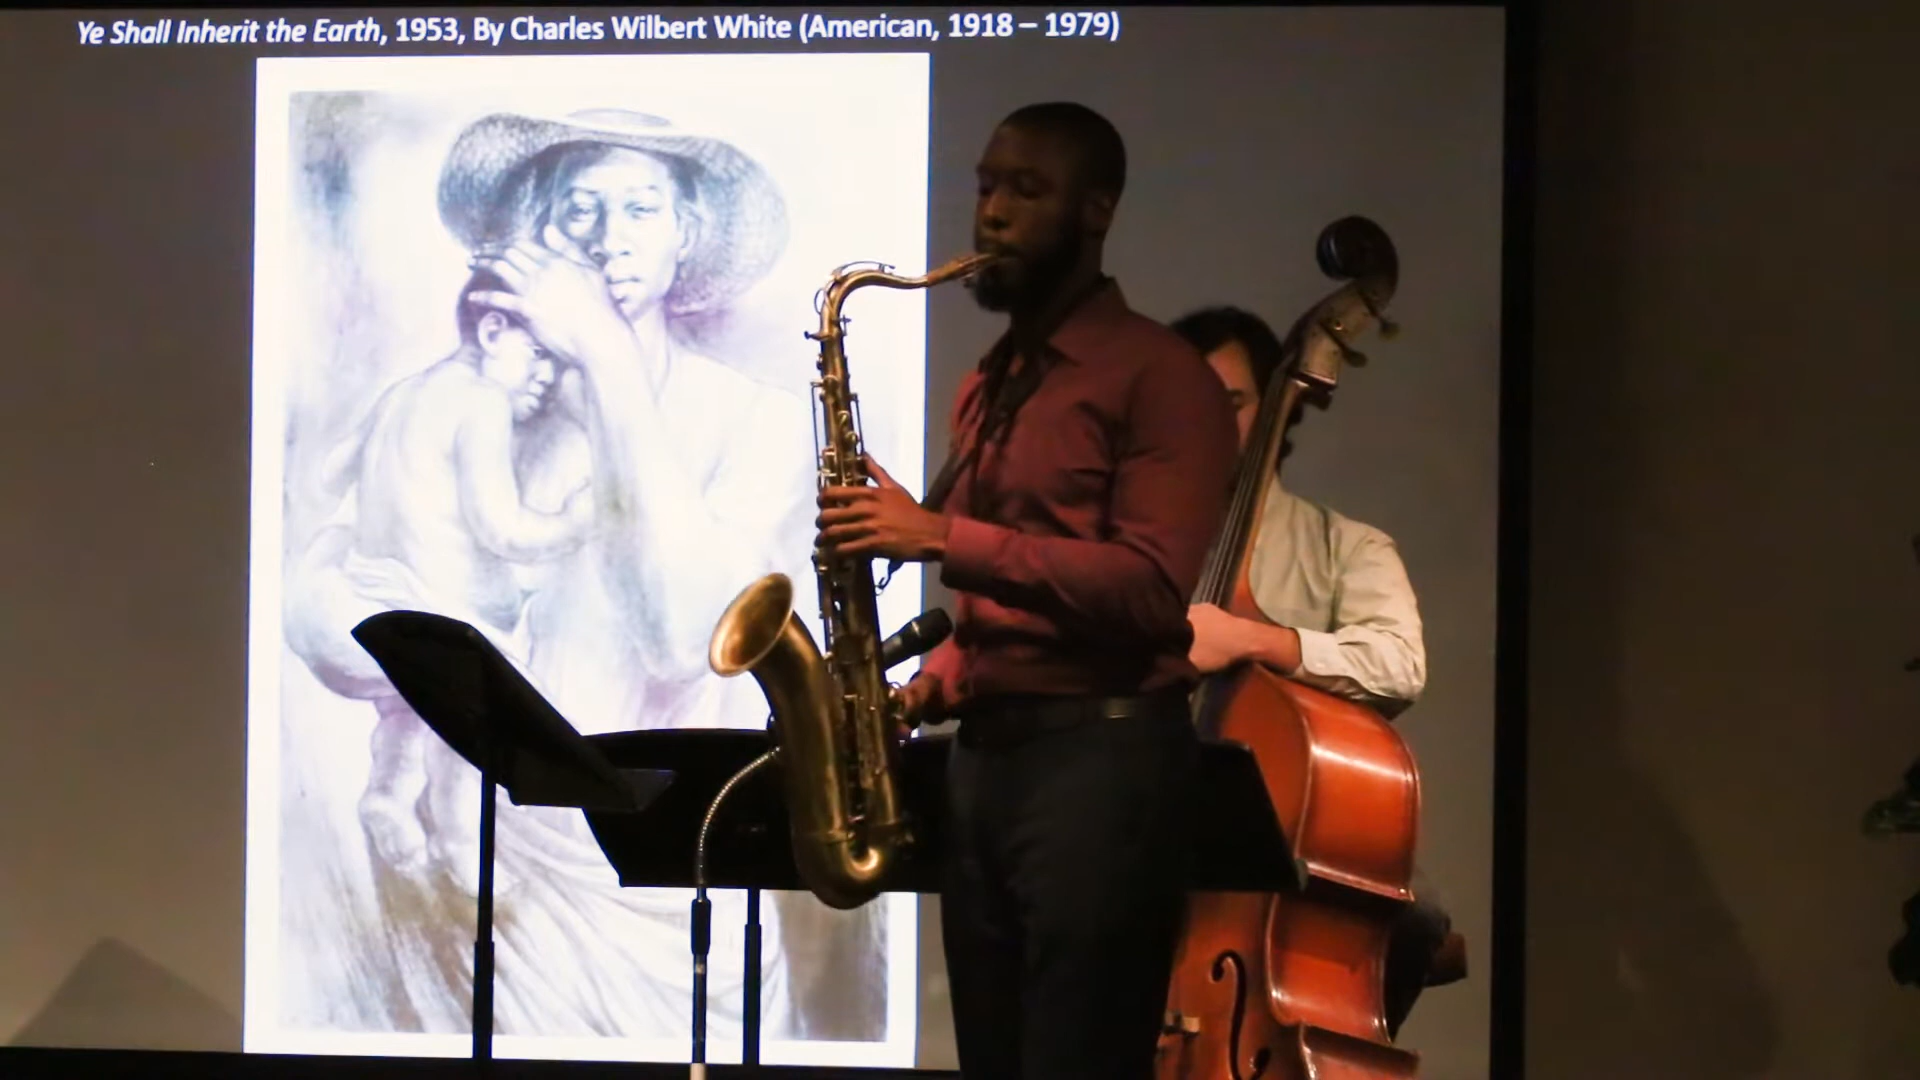 Ye Shall Inherit the Earth, 1953, By Charles Wilbert White (American, 1918 – 1979)